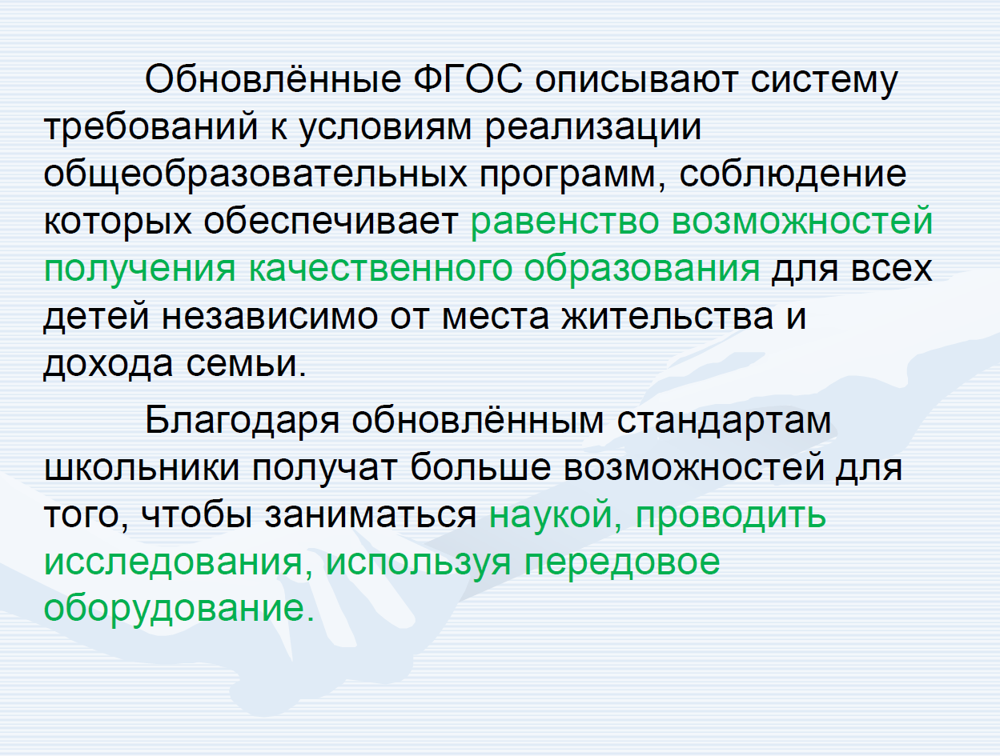 Обновлённые ФГОС описывают систему
требований к условиям реализации
общеобразовательных программ, соблюдение
которых обеспечивает равенство возможностей
получения качественного образования для всех
детей независимо от места жительства и
дохода семьи.
Благодаря обновлённым стандартам
школьники получат больше возможностей для
того, чтобы заниматься наукой, проводить
исследования, используя передовое
оборудование.